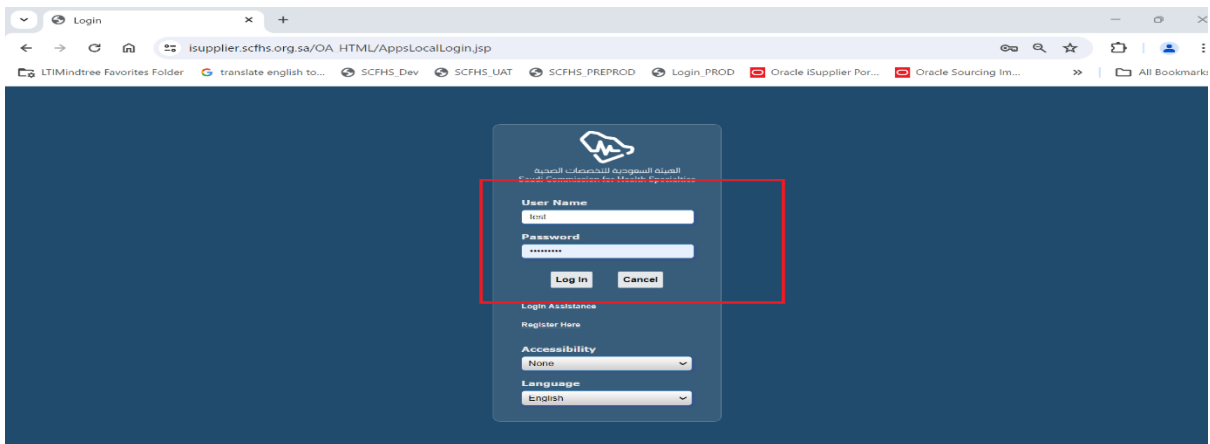 Login
isupplier.scfhs.org.sa/OA_HTML/AppsLocalLogin.jsp
LTIMindtree Favorites Folder translate english to... SCFHS_Dev SCFHS_UAT SCFHS_PREPROD Login_PROD Oracle iSupplier Por... Oracle Sourcing Im... All Bookmarks
الهيئة السعودية للتخصصات الصحية
Saudi Commission for Health Specialties
User Name
test
Password
•••••••••
Log In Cancel
Login Assistance
Register Here
Accessibility
None
Language
English